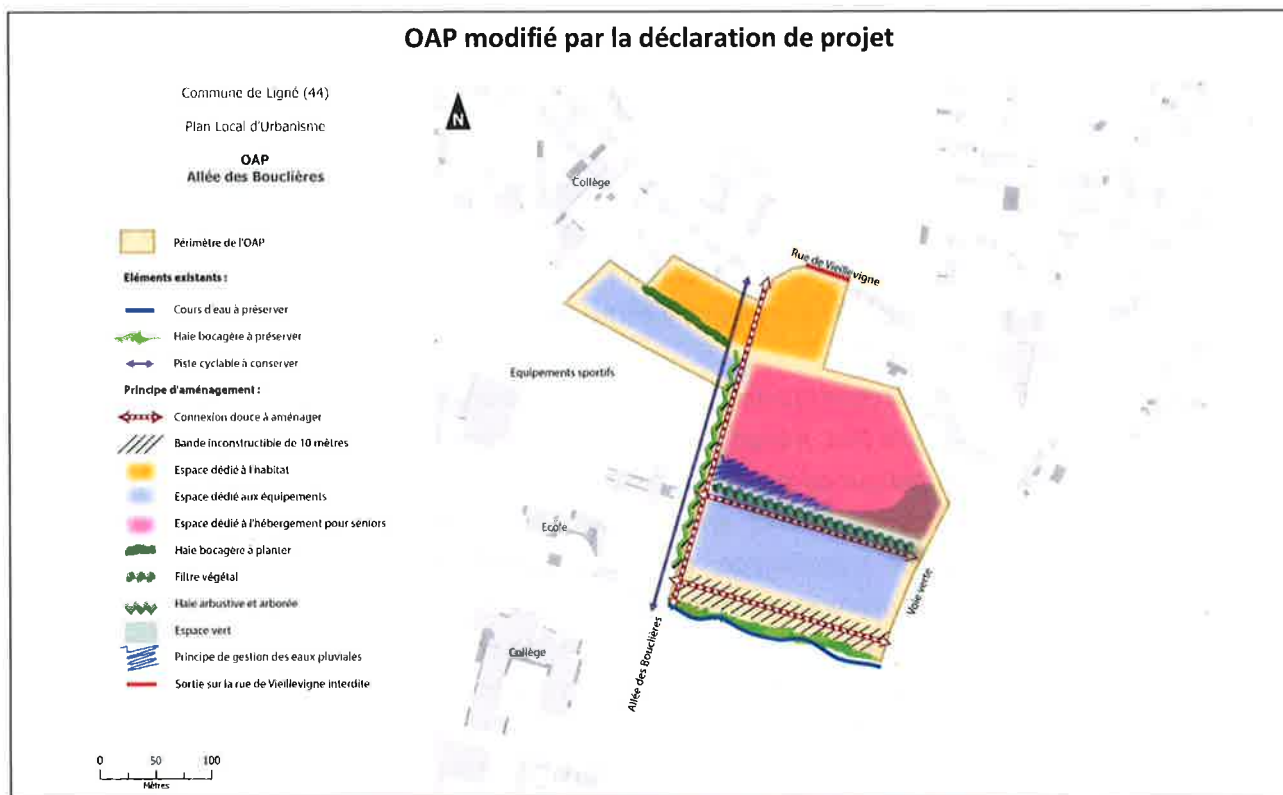 OAP modifié par la déclaration de projet
Commune de Ligné (44)
Plan Local d'Urbanisme
OAP
Allée des Bouclières
Périmètre de l'OAP
Eléments existants :
Cours d'eau à préserver
Haie bocagère à préserver
Piste cyclable à conserver
Principe d'aménagement :
Connexion douce à aménager
Bande inconstructible de 10 mètres
Espace dédié à l'habitat
Espace dédié aux équipements
Espace dédié à l'hébergement pour séniors
Haie bocagère à planter
Filtre végétal
Haie arbustive et arborée
Espace vert
Principe de gestion des eaux pluviales
Sortie sur la rue de Vieillevigne interdite
0 50 100
Mètres
N
Collège
Rue de Vieillevigne
Equipements sportifs
Ecole
Voie verte
Collège
Allée des Bouclières